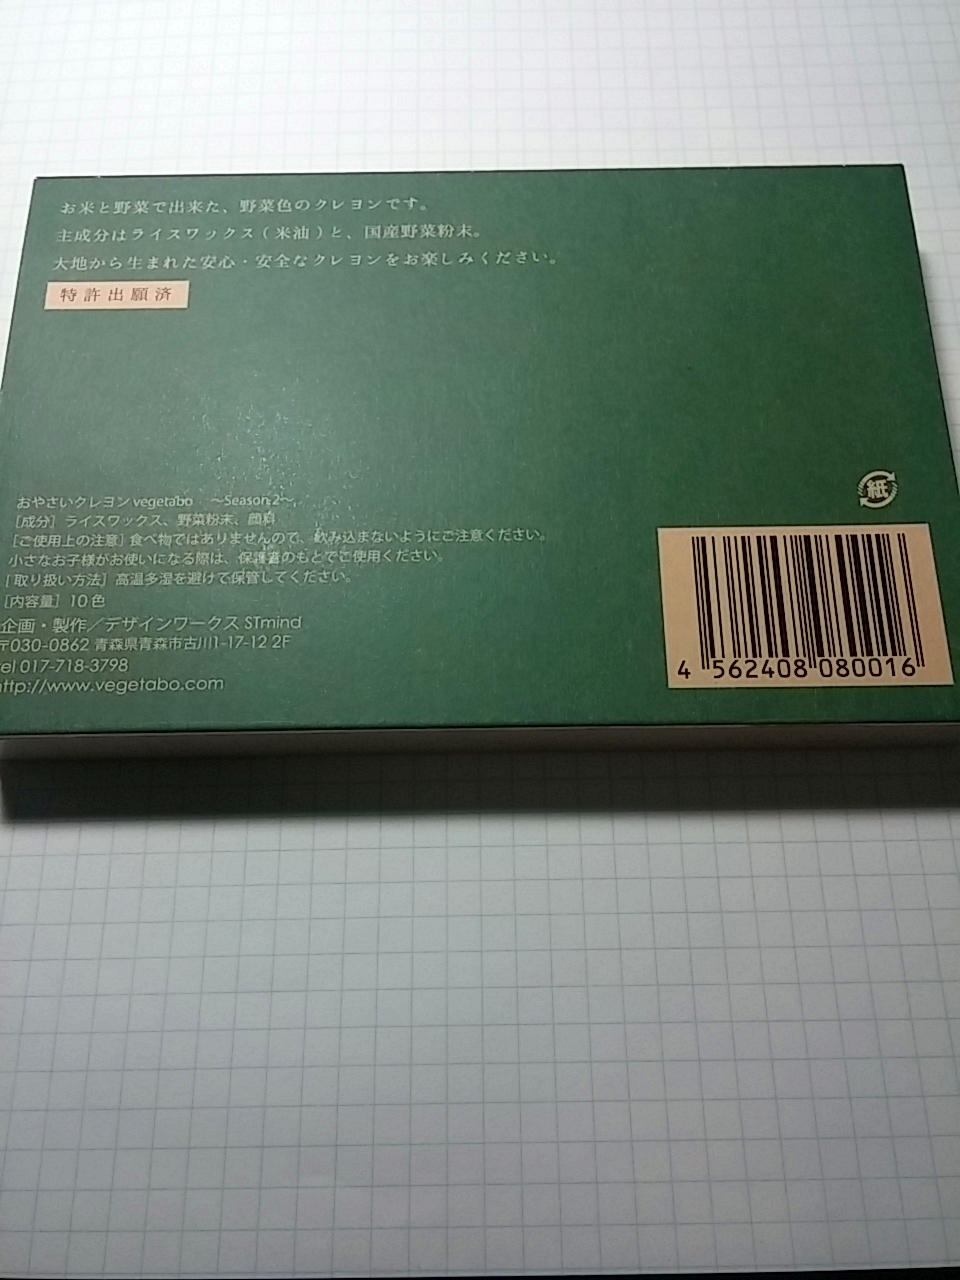 お米と野菜で出来た、野菜色のクレヨンです。
主成分はライスワックス(米油)と、国産野菜粉末。
大地から生まれた安心・安全なクレヨンをお楽しみください。
特許出願済
おやさいクレヨンvegetabo ～Season2～
[成分] ライスワックス、野菜粉末、顔料
[ご使用上の注意] 食べ物ではありませんので、飲み込まないようにご注意ください。
小さなお子様がお使いになる際は、保護者のもとでご使用ください。
[取り扱い方法] 高温多湿を避けて保管してください。
[内容量] 10色
企画・製作／デザインワークス STmind
〒030-0862 青森県青森市古川1-17-12 2F
tel 017-718-3798
http://www.vegetabo.com
紙
4 562408 080016